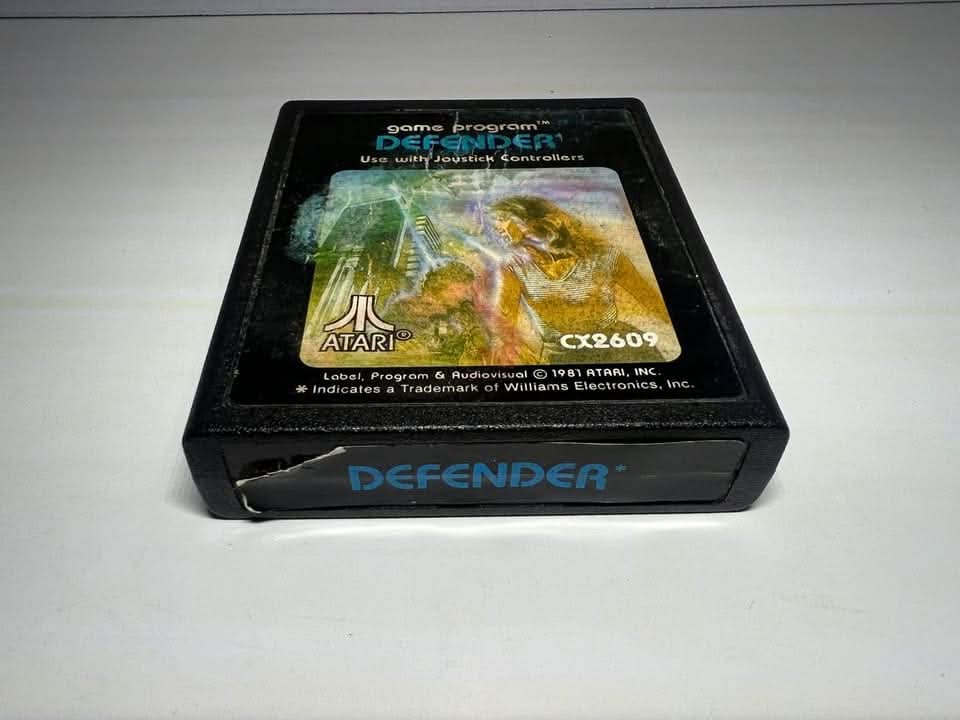 game program™
DEFENDER*
Use with Joystick Controllers
ATARI®
CX2609
Label, Program & Audiovisual © 1981 ATARI, INC.
* Indicates a Trademark of Williams Electronics, Inc.
DEFENDER*